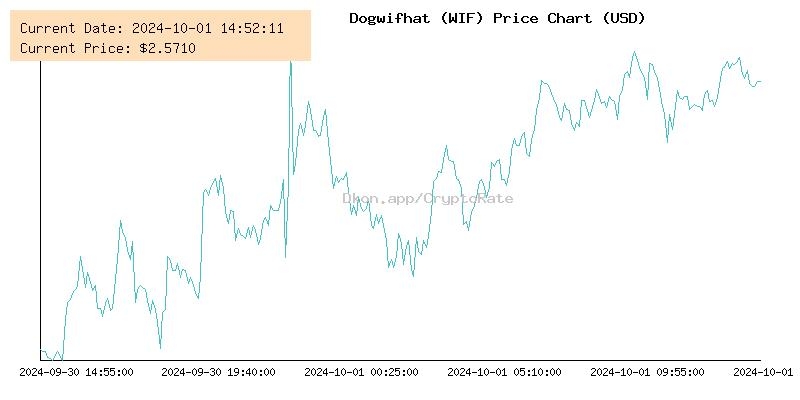 Dogwifhat (WIF) Price Chart (USD)
Current Date: 2024-10-01 14:52:11
Current Price: $2.5710
Dkon.app/CryptoRate
2024-09-30 14:55:00 2024-09-30 19:40:00 2024-10-01 00:25:00 2024-10-01 05:10:00 2024-10-01 09:55:00 2024-10-01